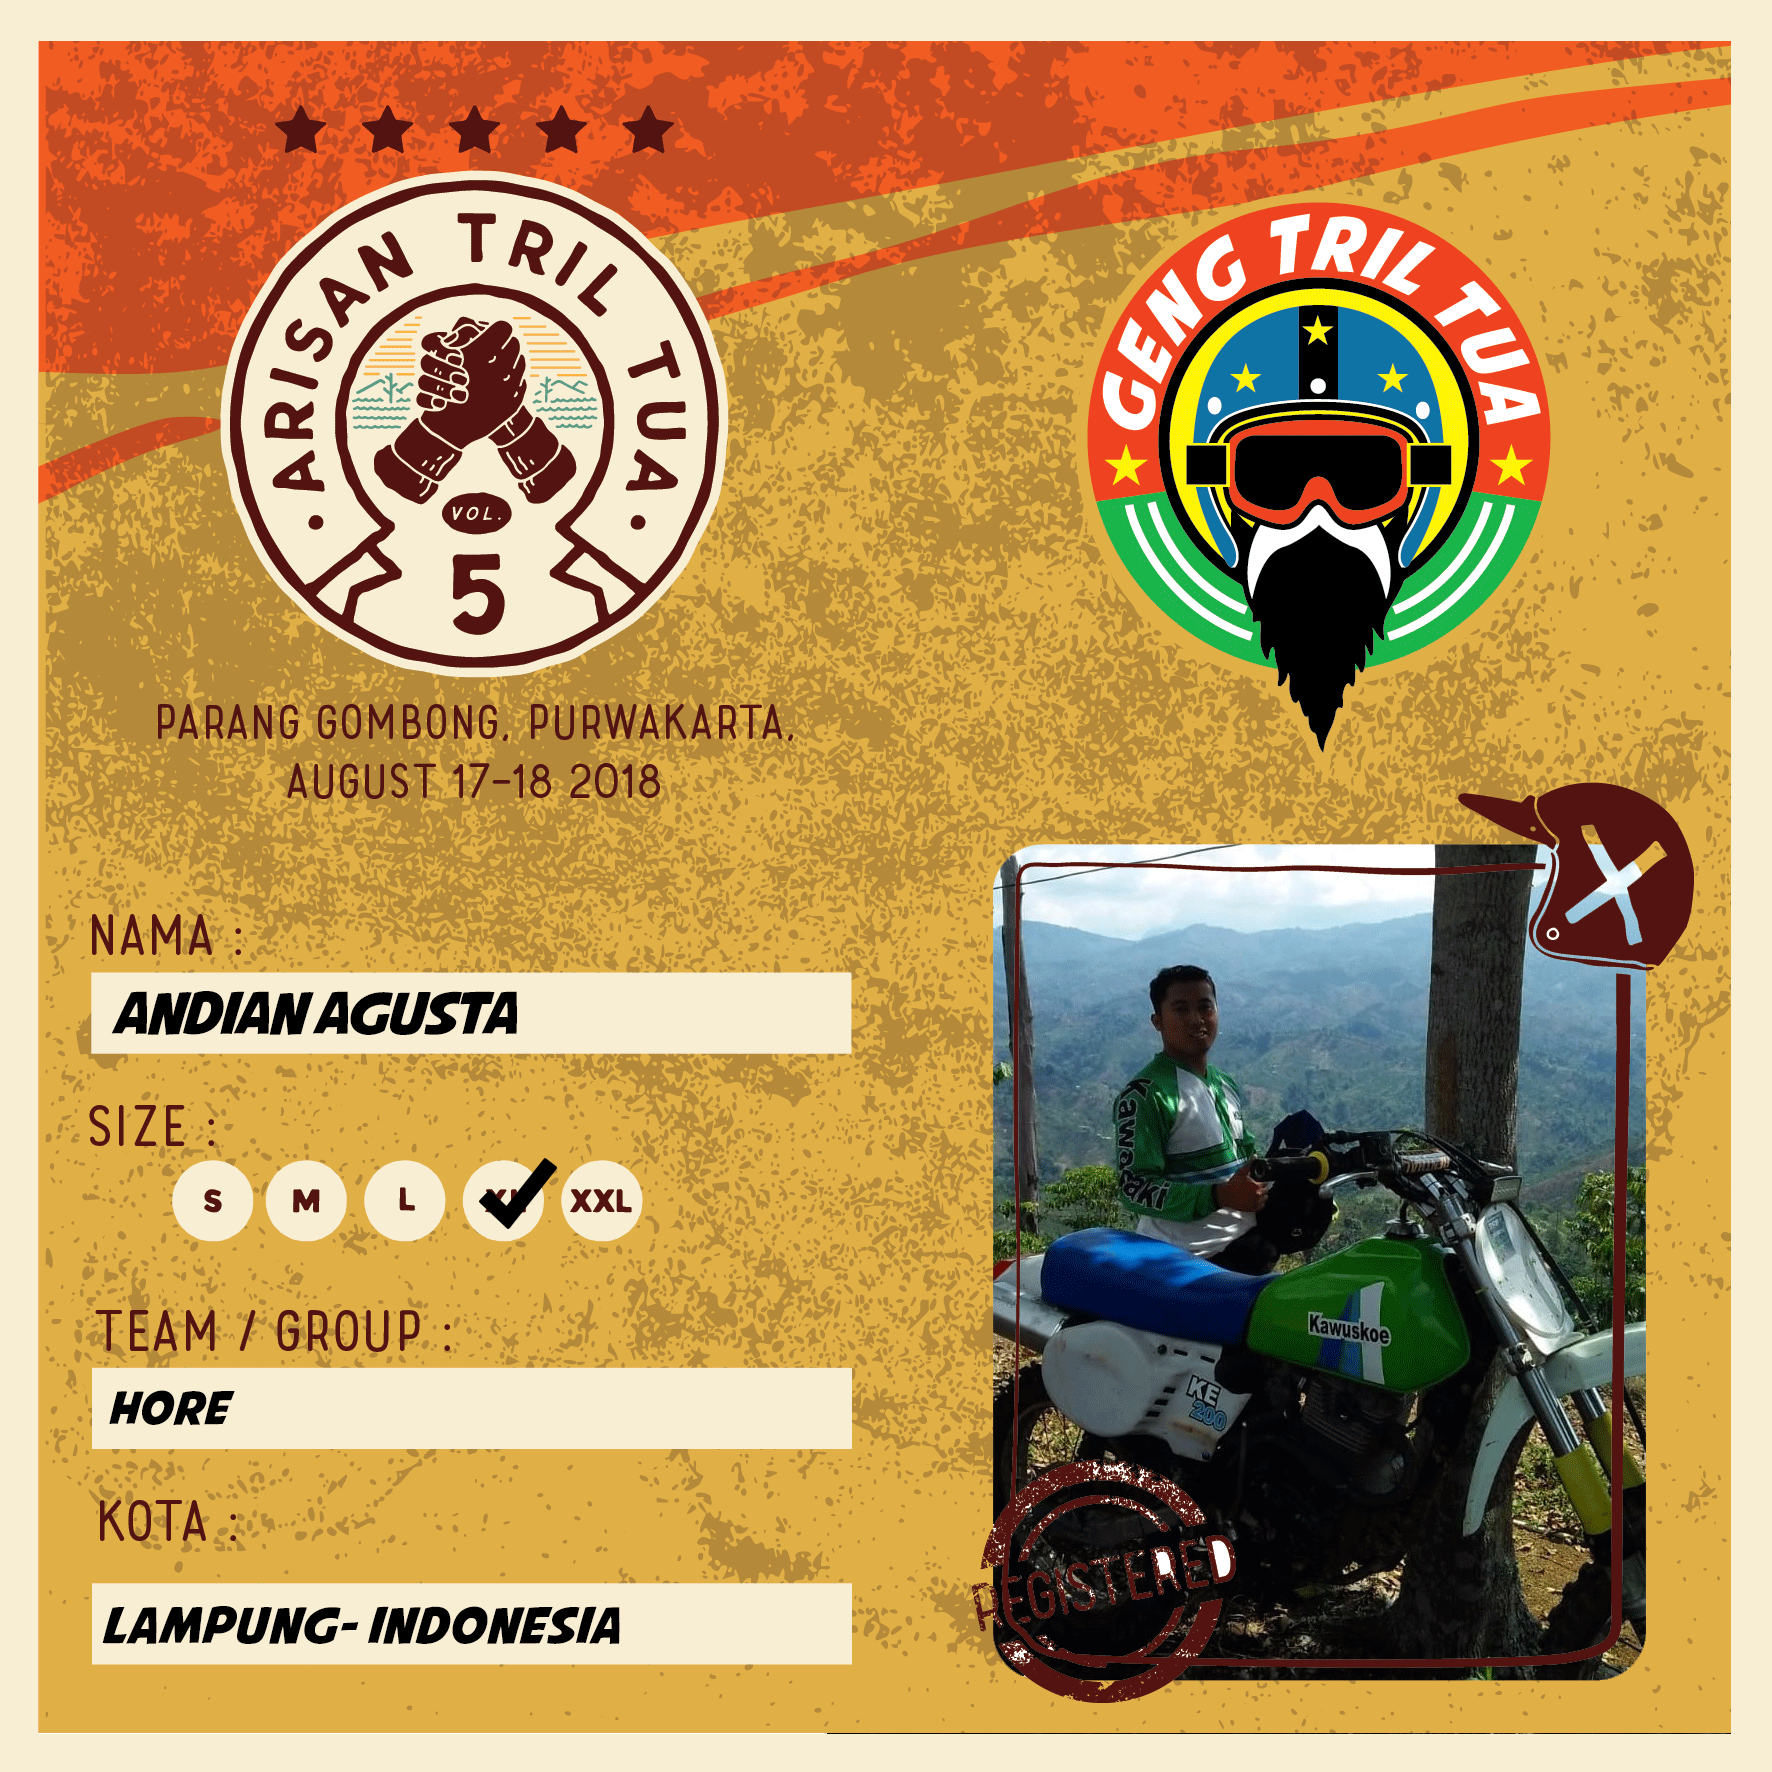 ARISAN TRIL TUA
VOL.
5
GENG TRIL TUA
PARANG GOMBONG, PURWAKARTA,
AUGUST 17-18 2018
NAMA :
ANDIAN AGUSTA
SIZE :
S M L XL XXL
TEAM / GROUP :
HORE
KOTA :
LAMPUNG- INDONESIA
Kawasaki
Kawuskoe
KE
200
REGISTERED